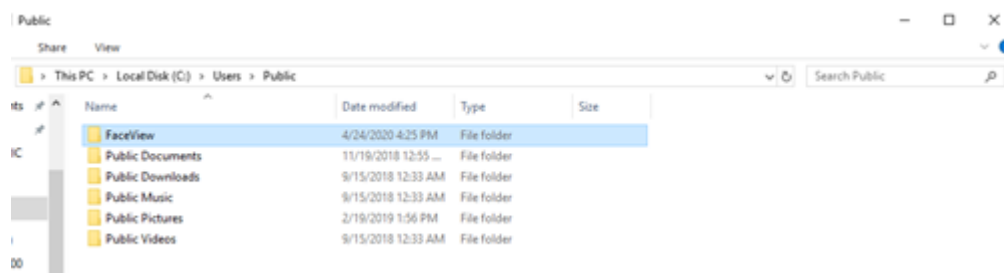 Public
Share View
This PC > Local Disk (C:) > Users > Public Search Public
nts Name Date modified Type Size
FaceView 4/24/2020 4:25 PM File folder
IC Public Documents 11/19/2018 12:55 ... File folder
Public Downloads 9/15/2018 12:33 AM File folder
Public Music 9/15/2018 12:33 AM File folder
Public Pictures 2/19/2019 1:56 PM File folder
Public Videos 9/15/2018 12:33 AM File folder
00